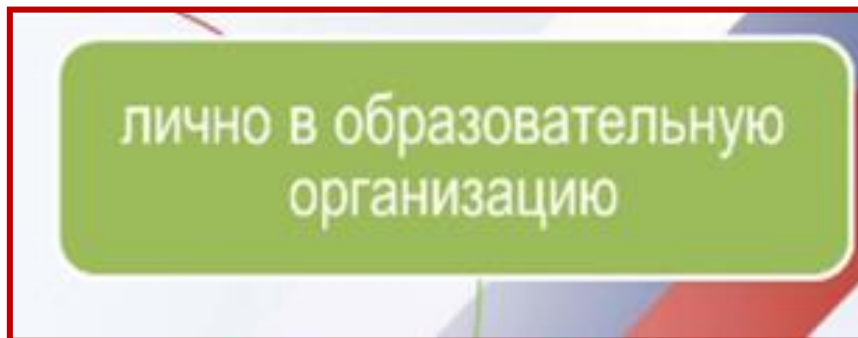 лично в образовательную
организацию